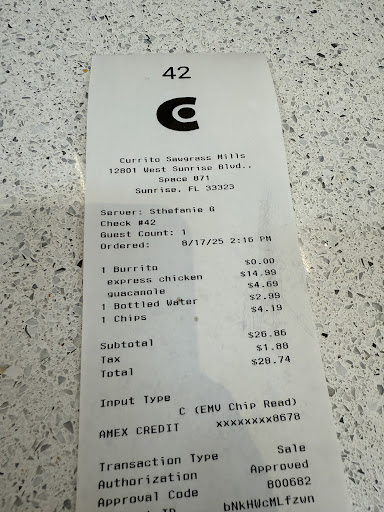 42
Currito Sawgrass Mills
12801 West Sunrise Blvd.,
Space 871
Sunrise, FL 33323
Server: Sthefanie G
Check #42
Guest Count: 1
Ordered: 8/17/25 2:16 PM
1 Burrito $0.00
express chicken $14.99
guacamole $4.69
1 Bottled Water $2.99
1 Chips $4.19
Subtotal $26.86
Tax $1.88
Total $28.74
Input Type
C (EMV Chip Read)
AMEX CREDIT xxxxxxxx8678
Transaction Type Sale
Authorization Approved
Approval Code 800682
ID bNkHWcMLfzwn